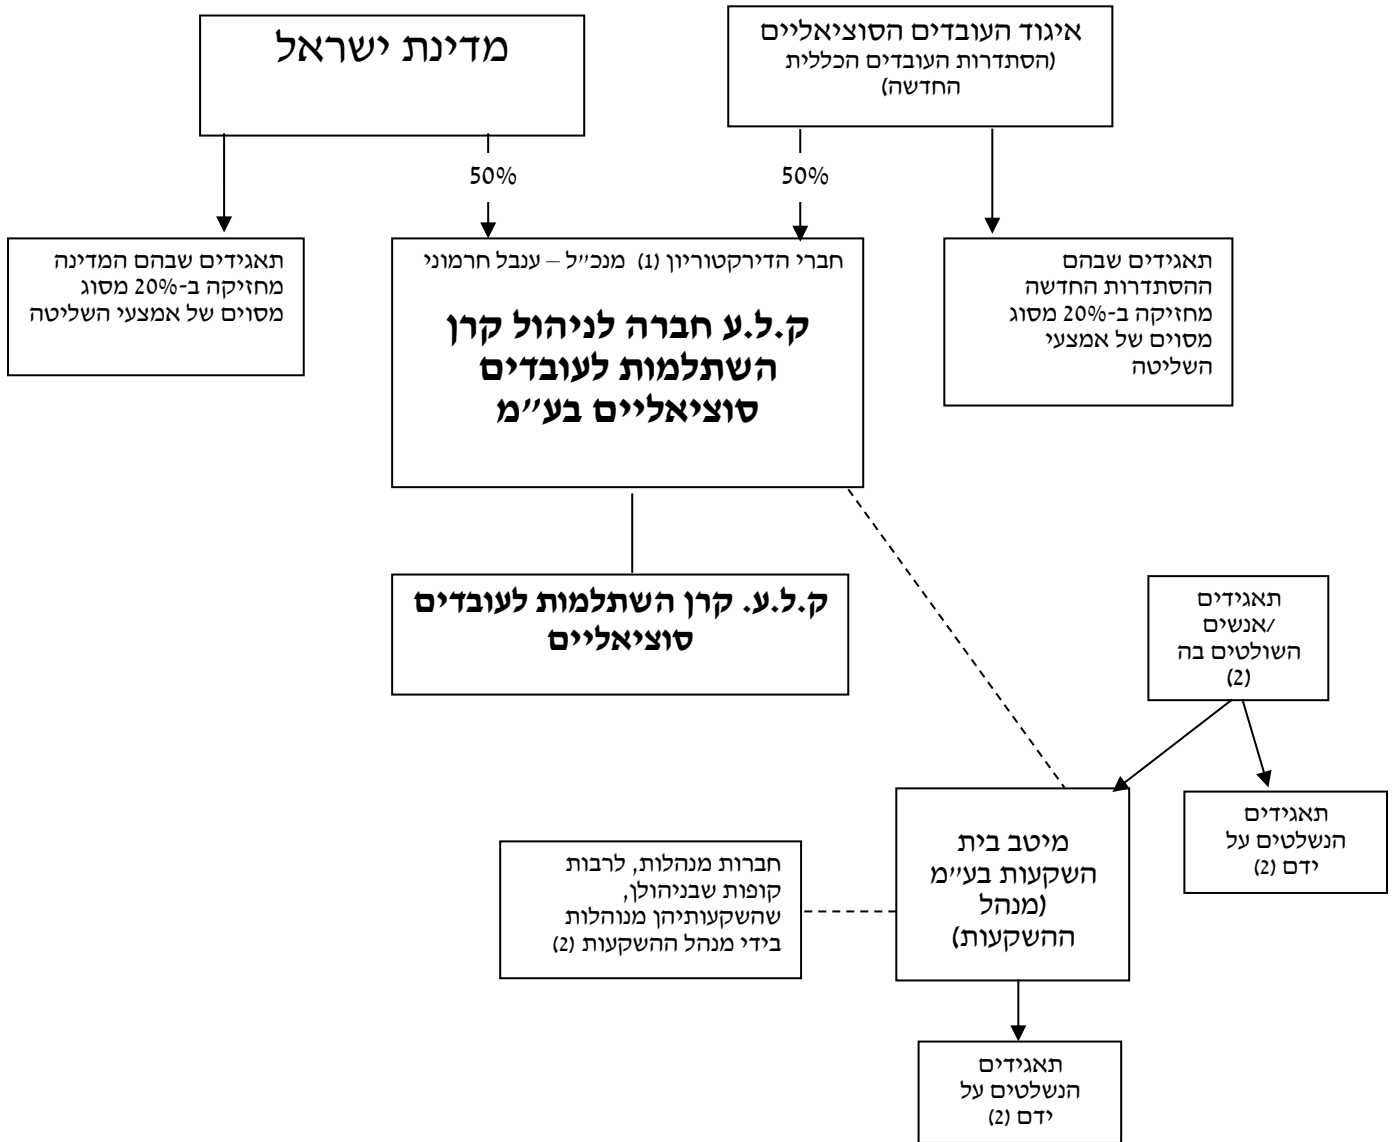 מדינת ישראל
איגוד העובדים הסוציאליים
(הסתדרות העובדים הכללית
החדשה)
50%
50%
תאגידים שבהם המדינה
מחזיקה ב-20% מסוג
מסוים של אמצעי השליטה
חברי הדירקטוריון (1) מנכ״ל – ענבל חרמוני
ק.ל.ע חברה לניהול קרן
השתלמות לעובדים
סוציאליים בע״מ
תאגידים שבהם
ההסתדרות החדשה
מחזיקה ב-20% מסוג
מסוים של אמצעי
השליטה
ק.ל.ע. קרן השתלמות לעובדים
סוציאליים
תאגידים
/אנשים
השולטים בה
(2)
מיטב בית
השקעות בע״מ
(מנהל
ההשקעות)
תאגידים
הנשלטים על
ידם (2)
חברות מנהלות, לרבות
קופות שבניהולן,
שהשקעותיהן מנוהלות
בידי מנהל ההשקעות (2)
תאגידים
הנשלטים על
ידם (2)